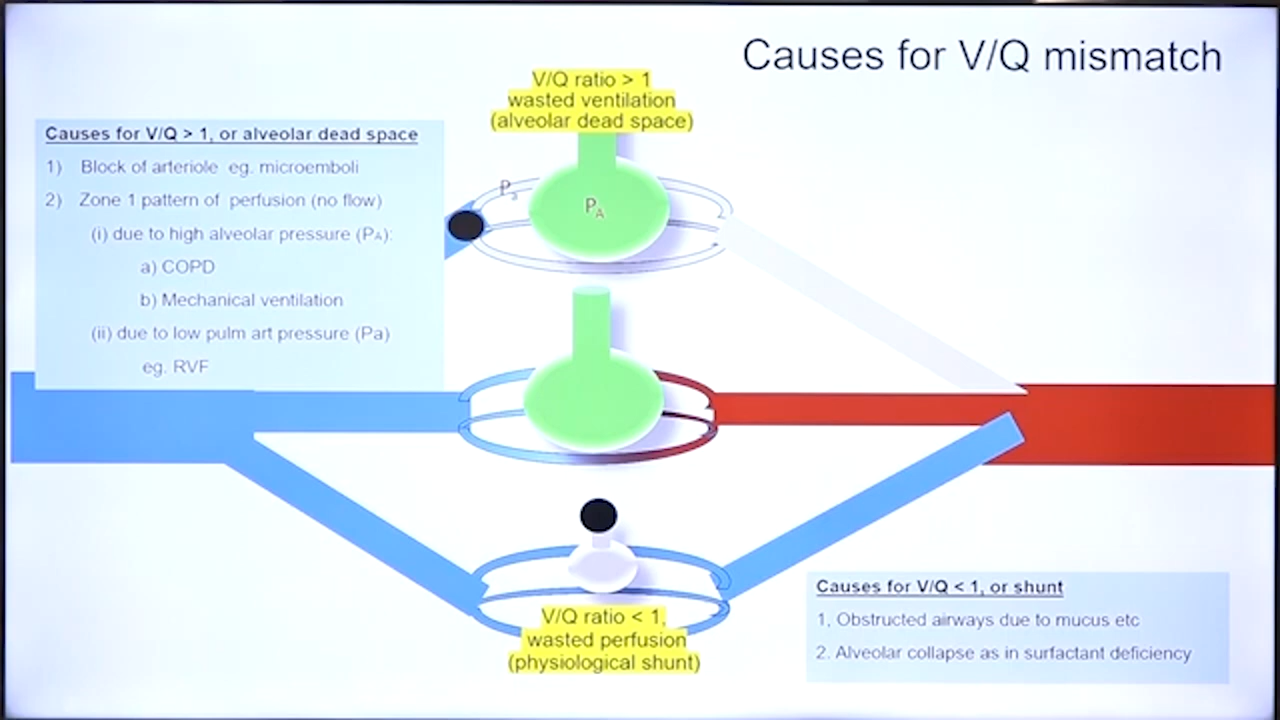 Causes for V/Q mismatch
V/Q ratio > 1
wasted ventilation
(alveolar dead space)
Causes for V/Q > 1, or alveolar dead space
1) Block of arteriole eg. microemboli
2) Zone 1 pattern of perfusion (no flow)
(i) due to high alveolar pressure (PA):
a) COPD
b) Mechanical ventilation
(ii) due to low pulm art pressure (Pa)
eg. RVF
Pa
PA
V/Q ratio < 1,
wasted perfusion
(physiological shunt)
Causes for V/Q < 1, or shunt
1, Obstructed airways due to mucus etc
2. Alveolar collapse as in surfactant deficiency